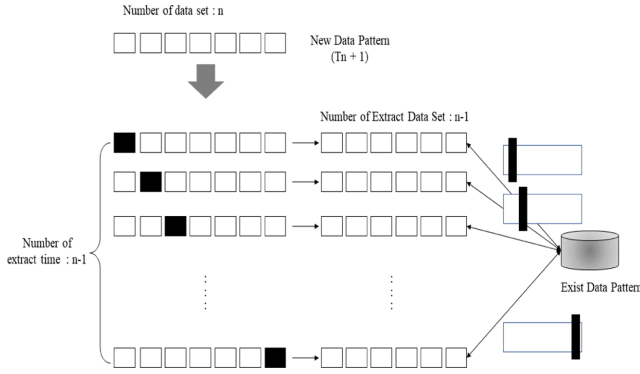 Number of data set : n
New Data Pattern
(Tn + 1)
Number of Extract Data Set : n-1
Number of
extract time : n-1
Exist Data Pattern